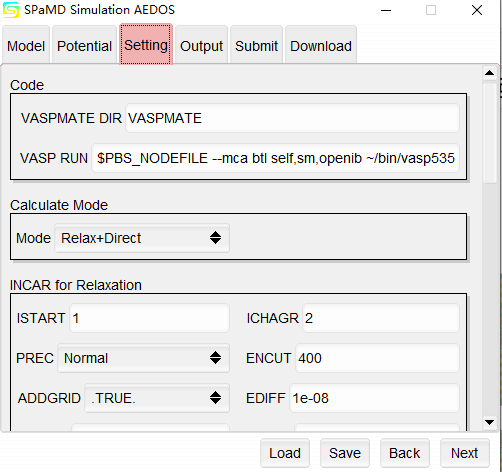 SPaMD Simulation AEDOS
Model Potential Setting Output Submit Download
Code
VASPMATE DIR VASPMATE
VASP RUN $PBS_NODEFILE --mca btl self,sm,openib ~/bin/vasp535
Calculate Mode
Mode Relax+Direct
INCAR for Relaxation
ISTART 1 ICHAGR 2
PREC Normal ENCUT 400
ADDGRID .TRUE. EDIFF 1e-08
Load Save Back Next